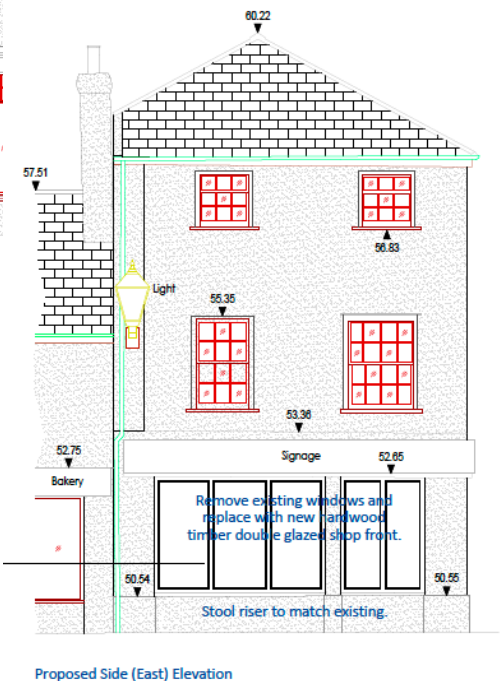 60.22
57.51
56.83
Light
55.35
53.36
52.75
Signage
52.65
Bakery
Remove existing windows and
replace with new hardwood
timber double glazed shop front.
50.54
50.55
Stool riser to match existing.
Proposed Side (East) Elevation